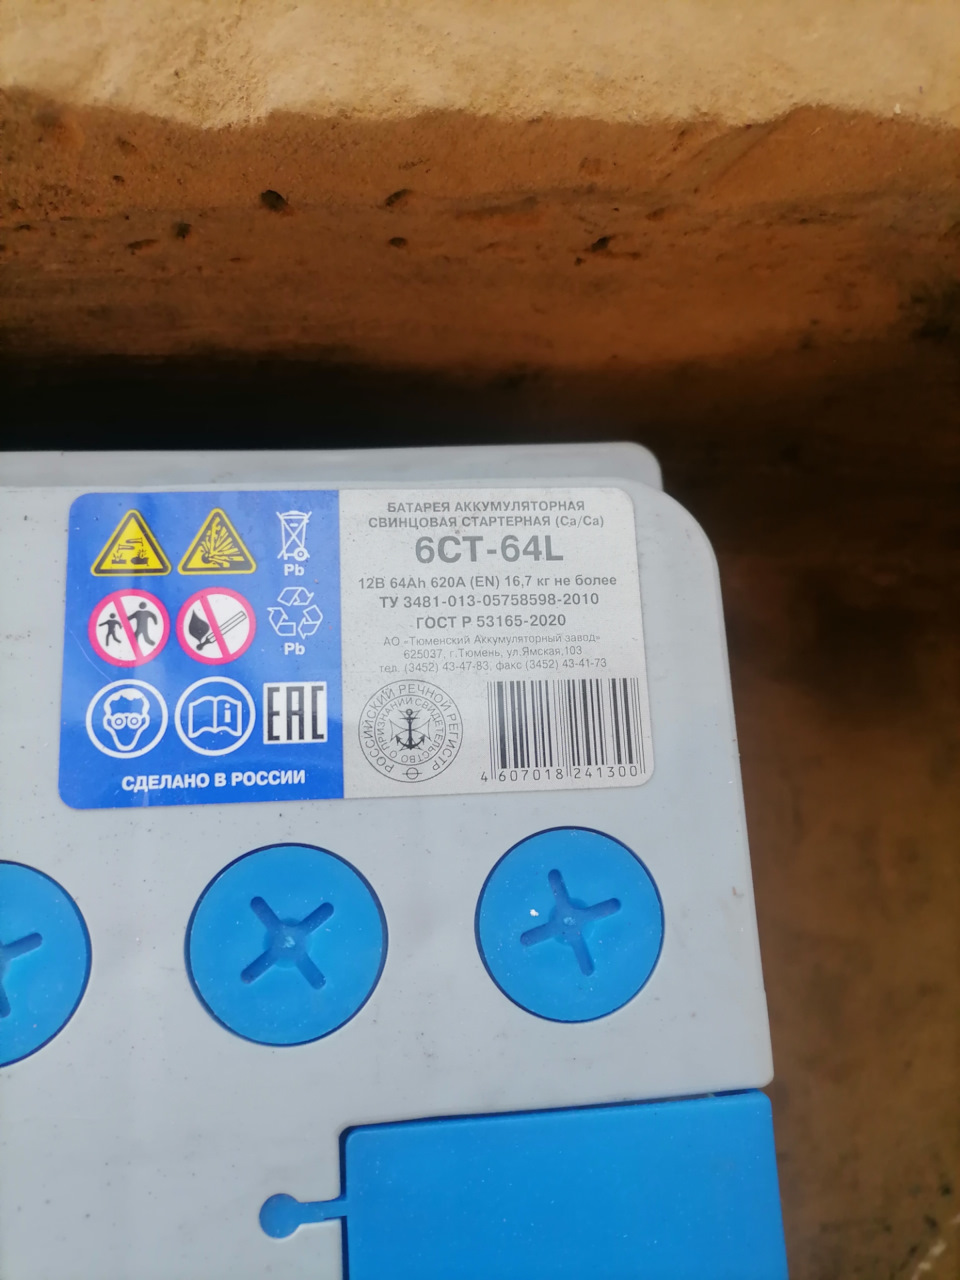 Pb
Pb
EAC
СДЕЛАНО В РОССИИ
БАТАРЕЯ АККУМУЛЯТОРНАЯ
СВИНЦОВАЯ СТАРТЕРНАЯ (Ca/Ca)
6СТ-64L
12В 64Ah 620А (EN) 16,7 кг не более
ТУ 3481-013-05758598-2010
ГОСТ Р 53165-2020
АО «Тюменский Аккумуляторный завод»
625037, г.Тюмень, ул.Ямская,103
тел. (3452) 43-47-83, факс (3452) 43-41-73
РОССИЙСКИЙ РЕЧНОЙ РЕГИСТР
СВИДЕТЕЛЬСТВО О ПРИЗНАНИИ
4 607018 241300